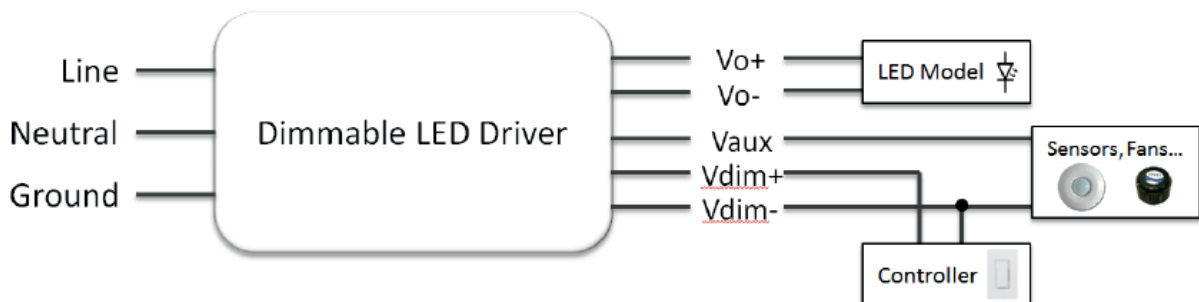 Line
Neutral
Ground
Dimmable LED Driver
Vo+
Vo-
Vaux
Vdim+
Vdim-
LED Model
Sensors, Fans...
Controller